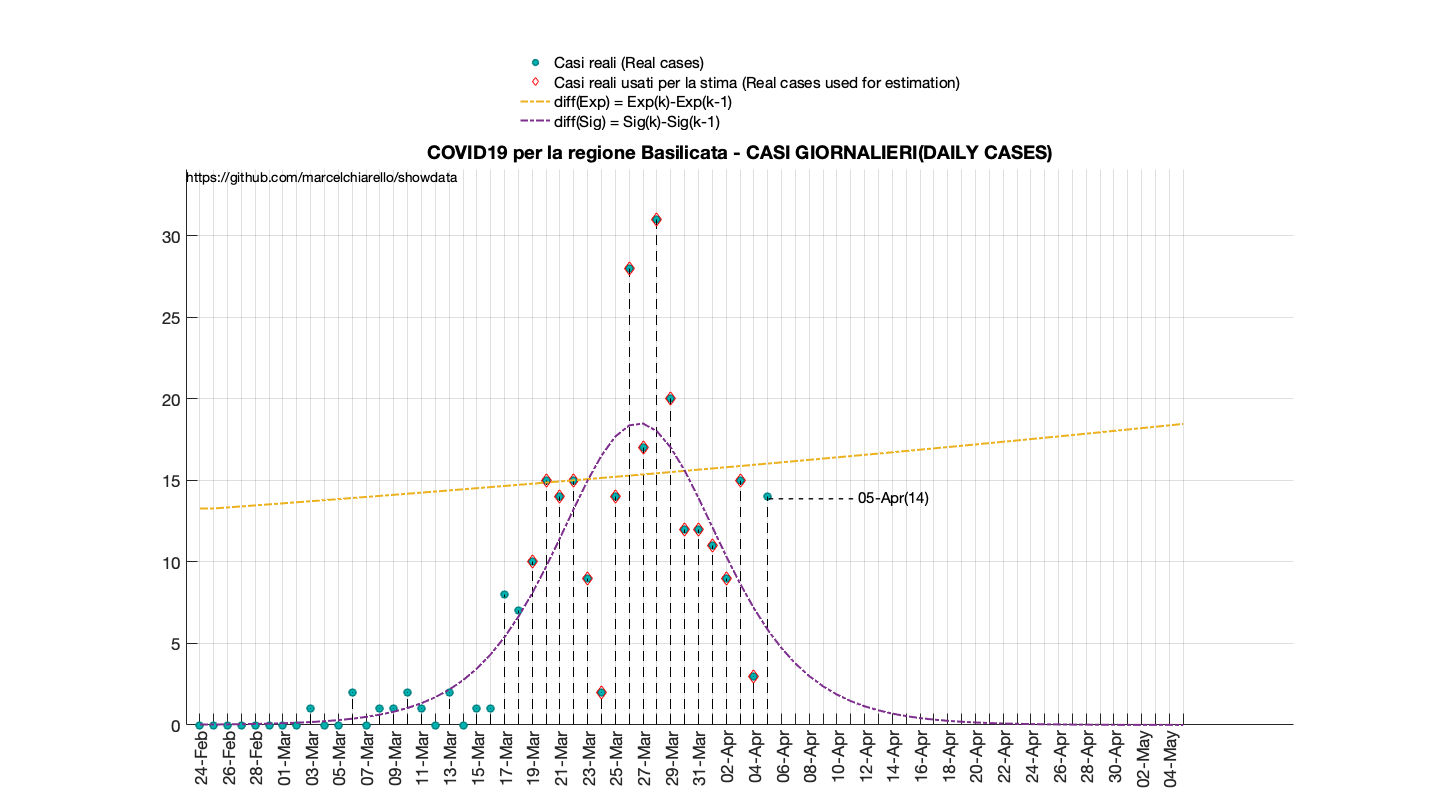 Casi reali (Real cases)
Casi reali usati per la stima (Real cases used for estimation)
diff(Exp) = Exp(k)-Exp(k-1)
diff(Sig) = Sig(k)-Sig(k-1)
COVID19 per la regione Basilicata - CASI GIORNALIERI(DAILY CASES)
https://github.com/marcelchiarello/showdata
30
25
20
15
10
5
0
05-Apr(14)
24-Feb
26-Feb
28-Feb
01-Mar
03-Mar
05-Mar
07-Mar
09-Mar
11-Mar
13-Mar
15-Mar
17-Mar
19-Mar
21-Mar
23-Mar
25-Mar
27-Mar
29-Mar
31-Mar
02-Apr
04-Apr
06-Apr
08-Apr
10-Apr
12-Apr
14-Apr
16-Apr
18-Apr
20-Apr
22-Apr
24-Apr
26-Apr
28-Apr
30-Apr
02-May
04-May